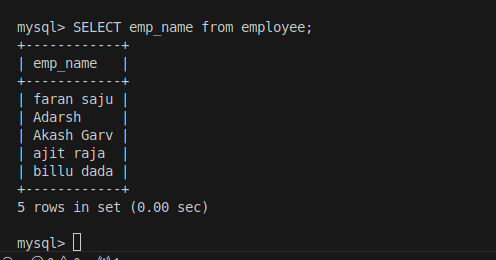 mysql> SELECT emp_name from employee;
+------------+
| emp_name   |
+------------+
| faran saju |
| Adarsh     |
| Akash Garv |
| ajit raja  |
| billu dada |
+------------+
5 rows in set (0.00 sec)
mysql>